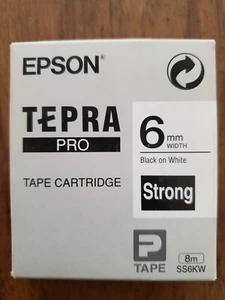 EPSON
TEPRA
PRO
TAPE CARTRIDGE
6 mm
WIDTH
Black on White
Strong
P
TAPE
8m
SS6KW